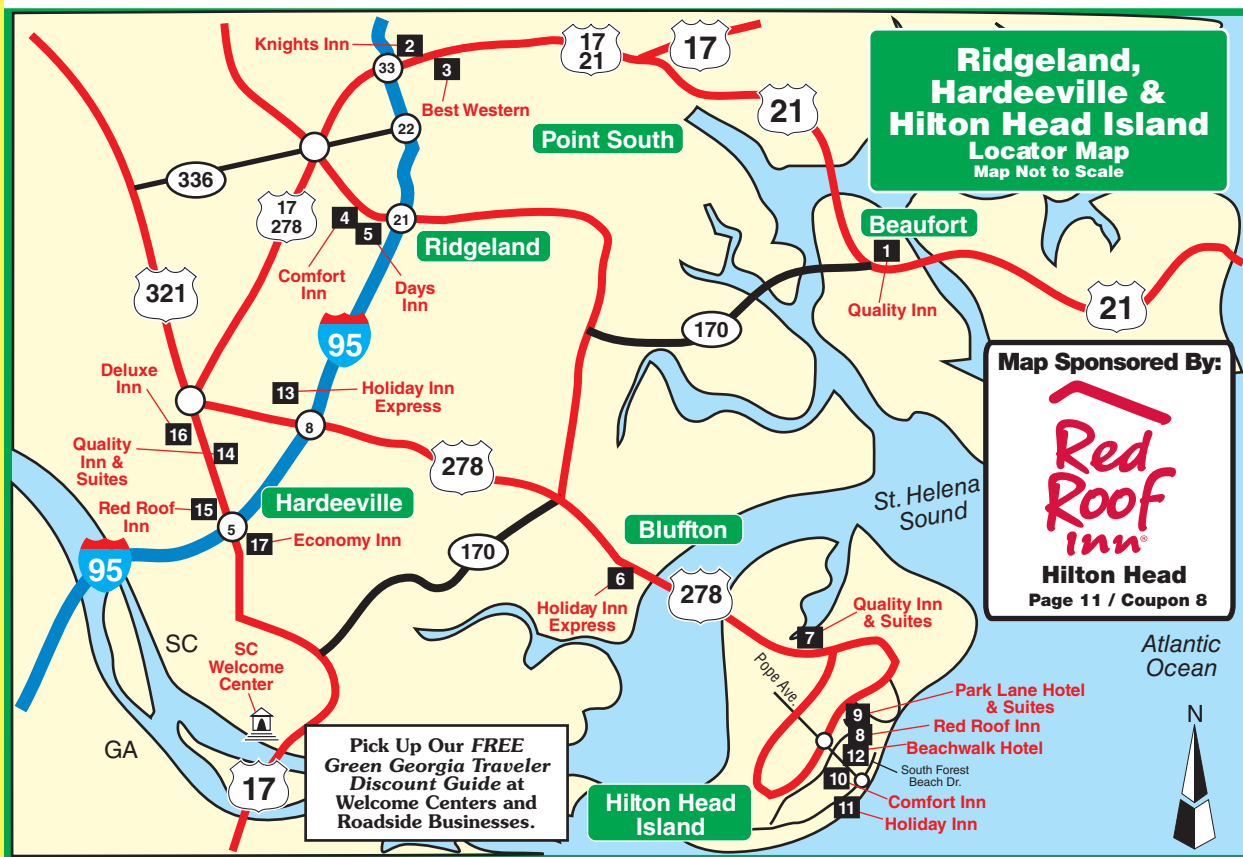 Ridgeland,
Hardeeville &
Hilton Head Island
Locator Map
Map Not to Scale
Knights Inn
2
33
3
Best Western
17
21
17
21
22
Point South
336
17
278
4
5
21
Ridgeland
Comfort
Inn
Days
Inn
Beaufort
1
Quality Inn
21
321
95
170
Deluxe
Inn
16
13
Holiday Inn
Express
8
Quality
Inn &
Suites
14
278
Red Roof
Inn
15
Hardeeville
5
17
Economy Inn
95
170
Bluffton
St. Helena
Sound
6
Holiday Inn
Express
278
Quality Inn
& Suites
7
Map Sponsored By:
Red
Roof
Inn®
Hilton Head
Page 11 / Coupon 8
Atlantic
Ocean
N
SC
GA
SC
Welcome
Center
17
Pick Up Our FREE
Green Georgia Traveler
Discount Guide at
Welcome Centers and
Roadside Businesses.
Pope Ave.
9
Park Lane Hotel
& Suites
8
Red Roof Inn
12
Beachwalk Hotel
South Forest
Beach Dr.
10
Comfort Inn
11
Holiday Inn
Hilton Head
Island